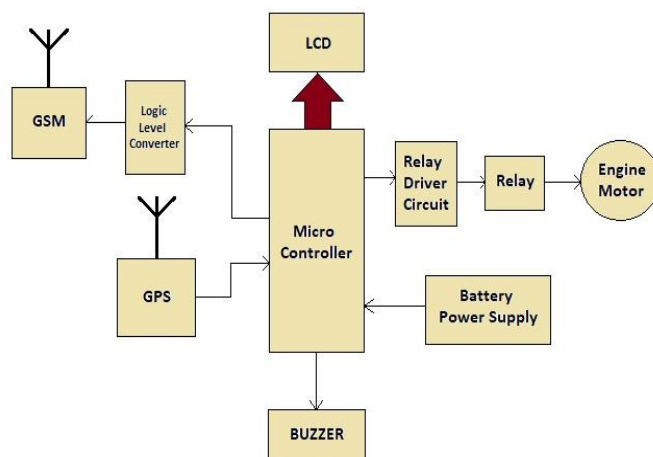 LCD
GSM
Logic
Level
Converter
Relay
Driver
Circuit
Relay
Engine
Motor
Micro
Controller
GPS
Battery
Power Supply
BUZZER